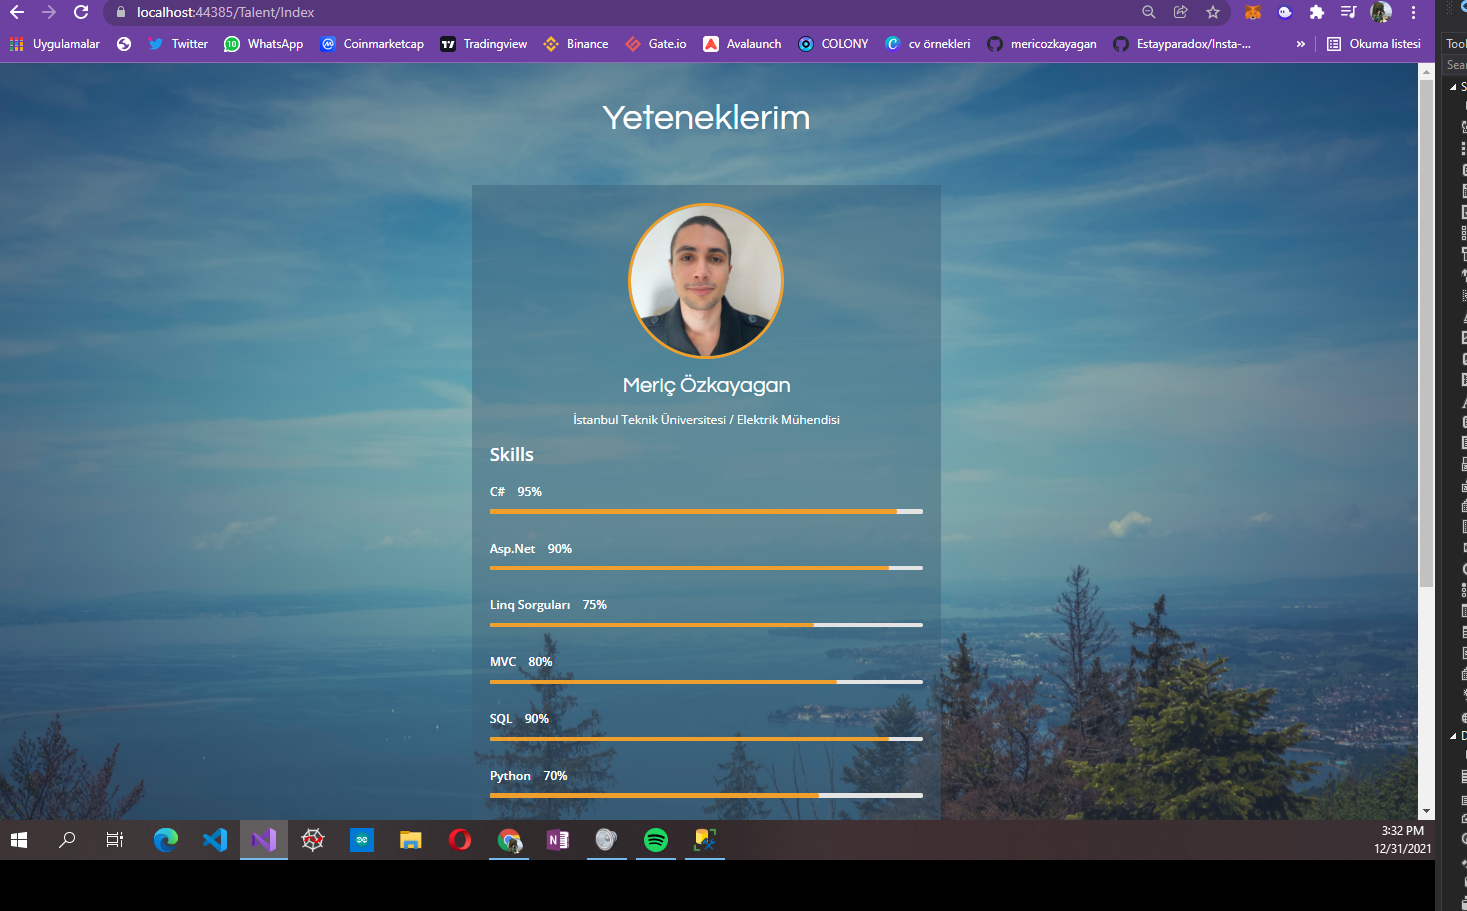 localhost:44385/Talent/Index
Uygulamalar Twitter WhatsApp Coinmarketcap Tradingview Binance Gate.io Avalaunch COLONY cv örnekleri mericozkayagan Estayparadox/Insta-... » Okuma listesi
Yeteneklerim
Meriç Özkayagan
İstanbul Teknik Üniversitesi / Elektrik Mühendisi
Skills
C# 95%
Asp.Net 90%
Linq Sorguları 75%
MVC 80%
SQL 90%
Python 70%
3:32 PM
12/31/2021